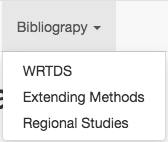 Bibliograpy
WRTDS
Extending Methods
Regional Studies